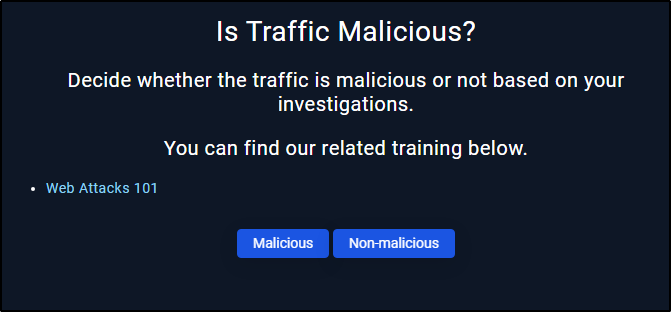 Is Traffic Malicious?
Decide whether the traffic is malicious or not based on your
investigations.
You can find our related training below.
• Web Attacks 101
Malicious Non-malicious